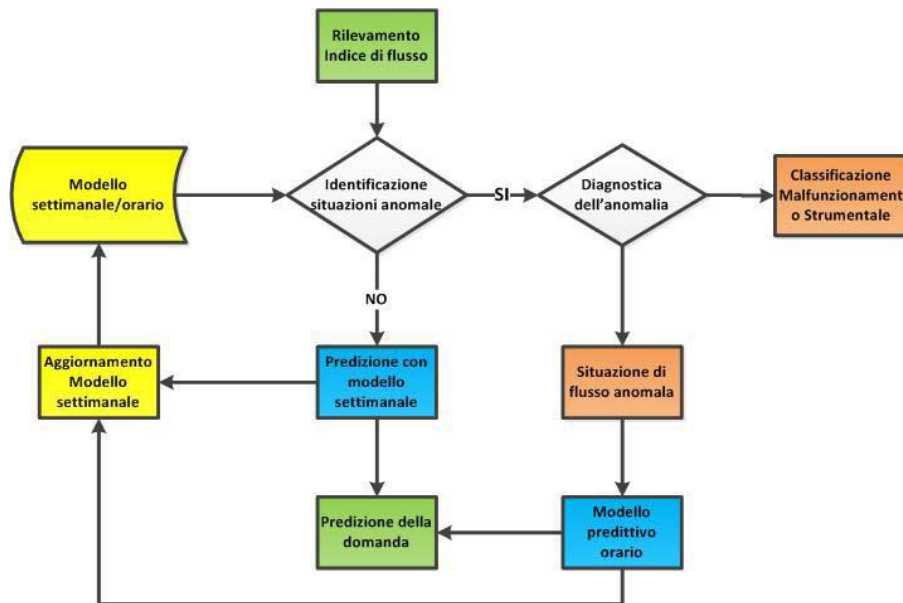 Rilevamento
Indice di flusso
Modello
settimanale/orario
Identificazione
situazioni anomale
SI
Diagnostica
dell'anomalia
Classificazione
Malfunzionament
o Strumentale
NO
Aggiornamento
Modello
settimanale
Predizione con
modello
settimanale
Situazione di
flusso anomala
Predizione della
domanda
Modello
predittivo
orario